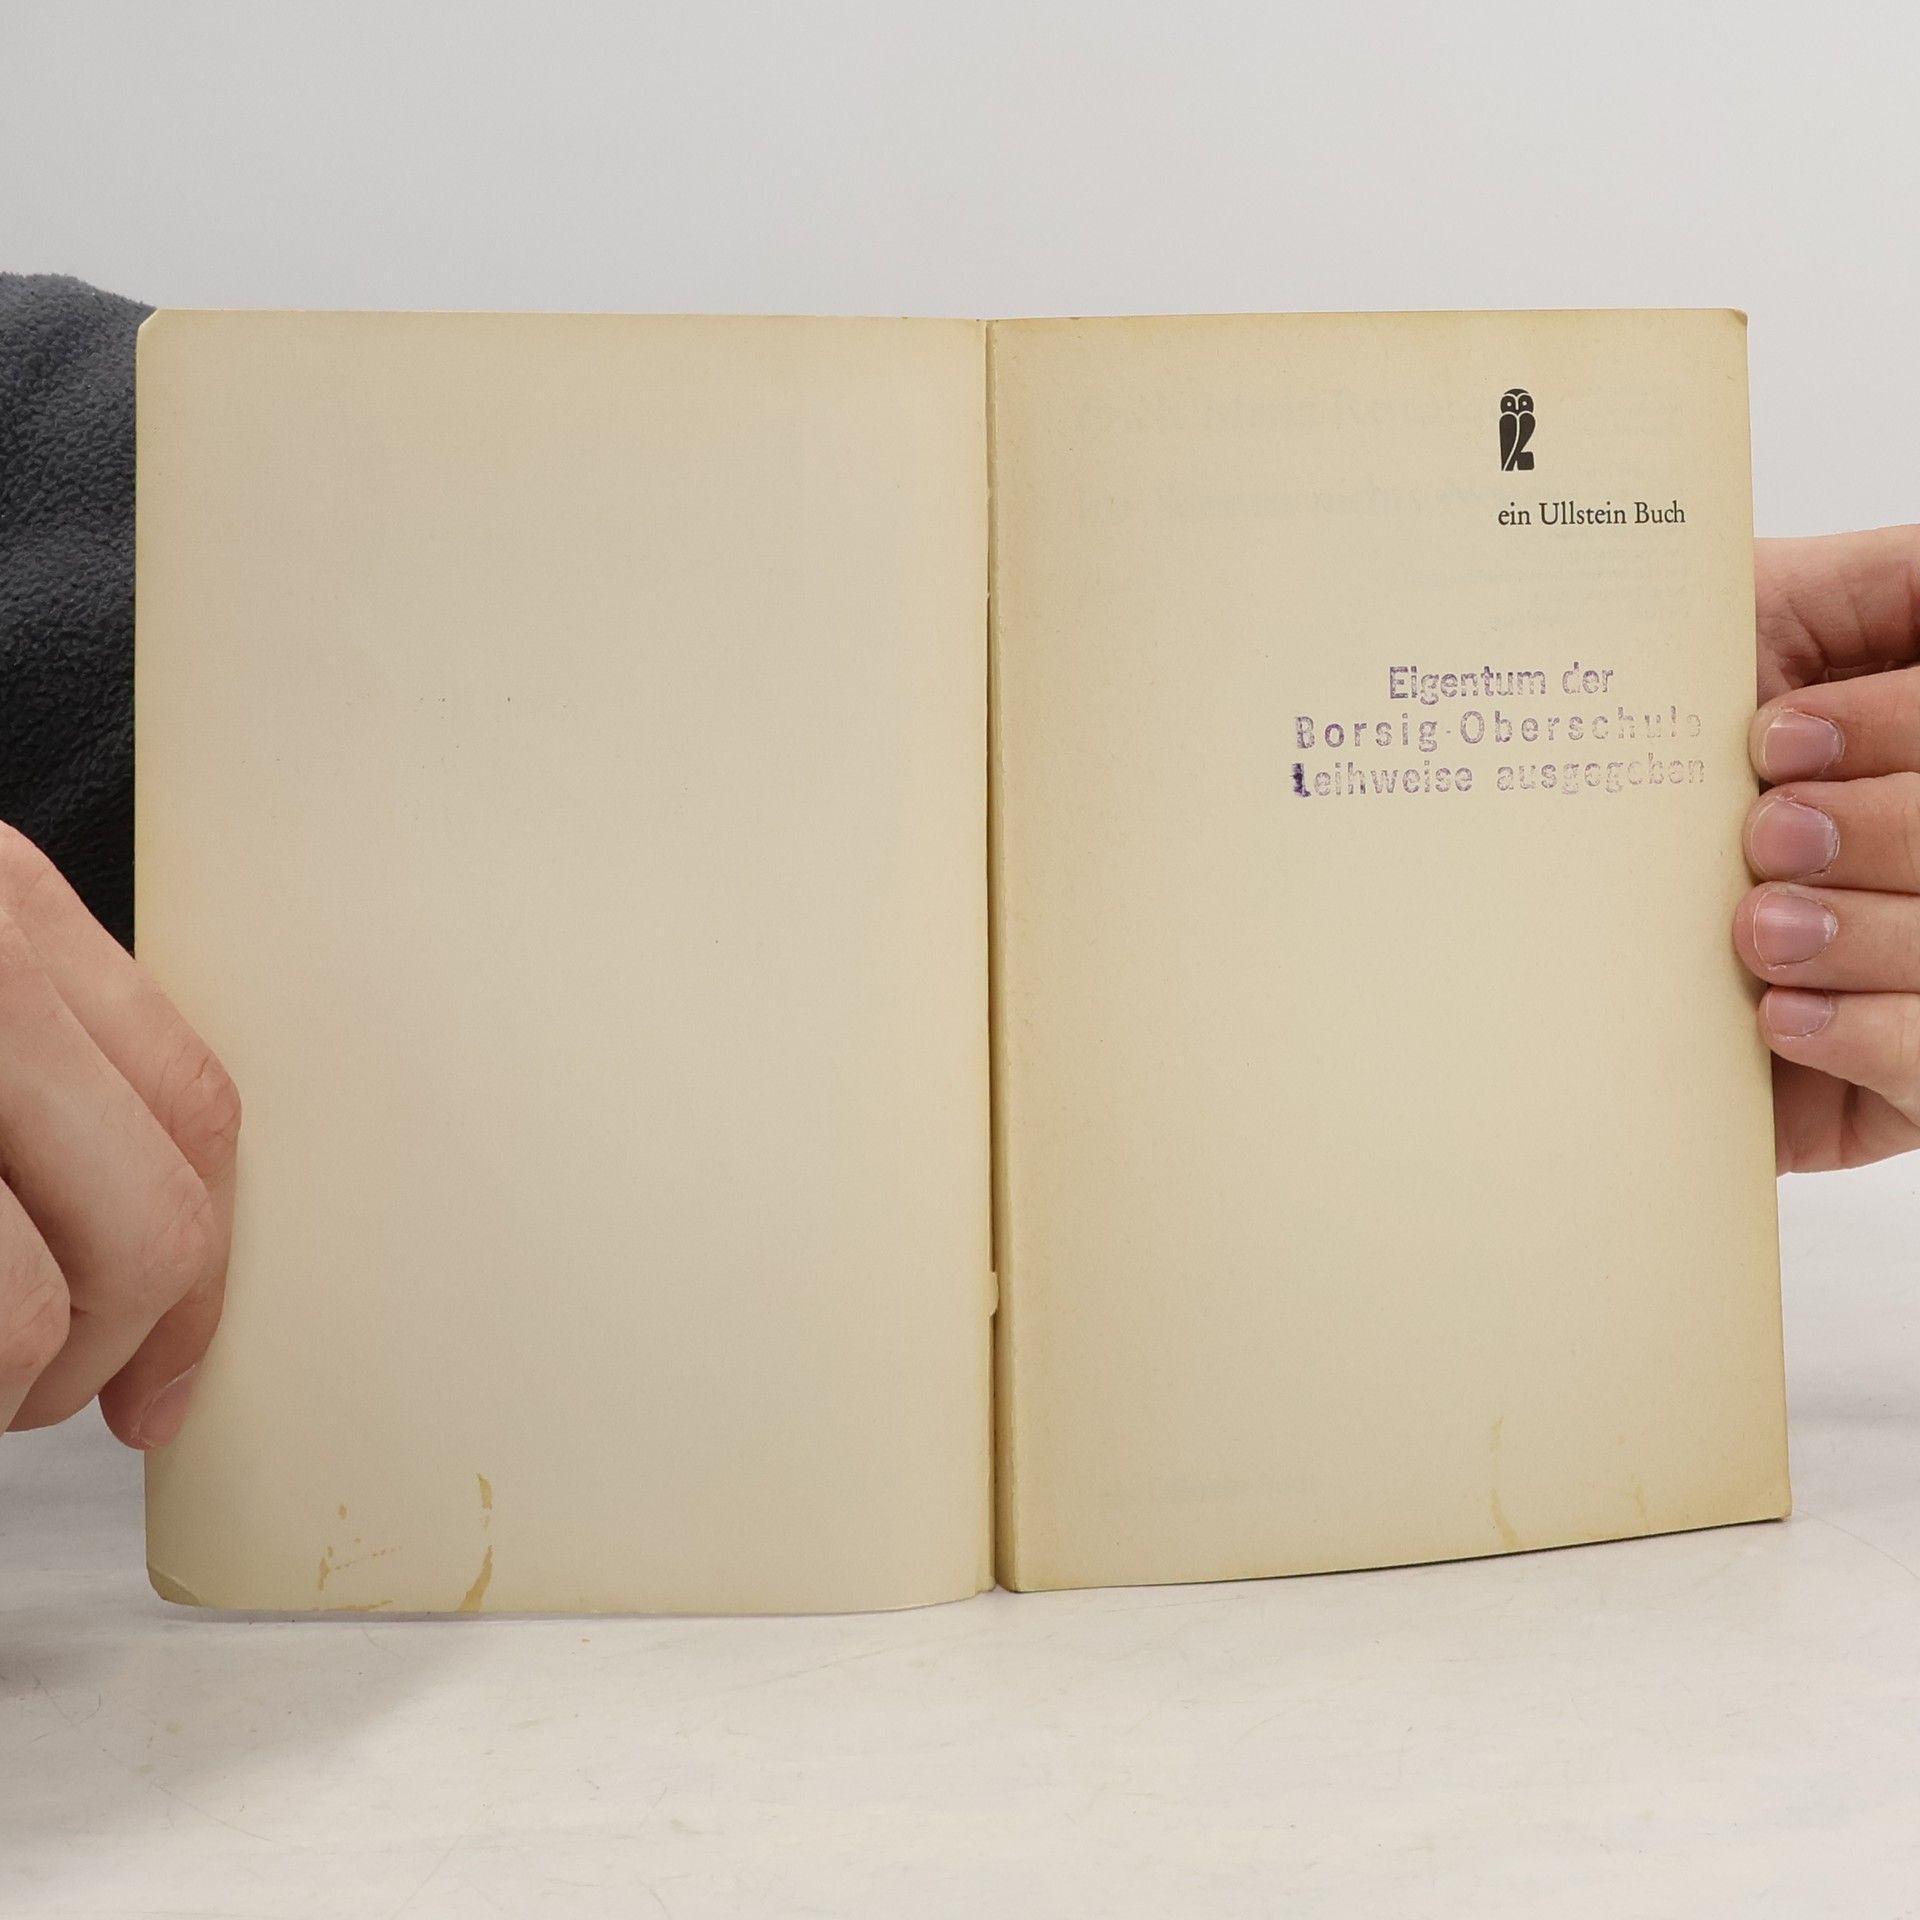 ein Ullstein Buch
Eigentum der
Borsig-Oberschule
Leihweise ausgegeben